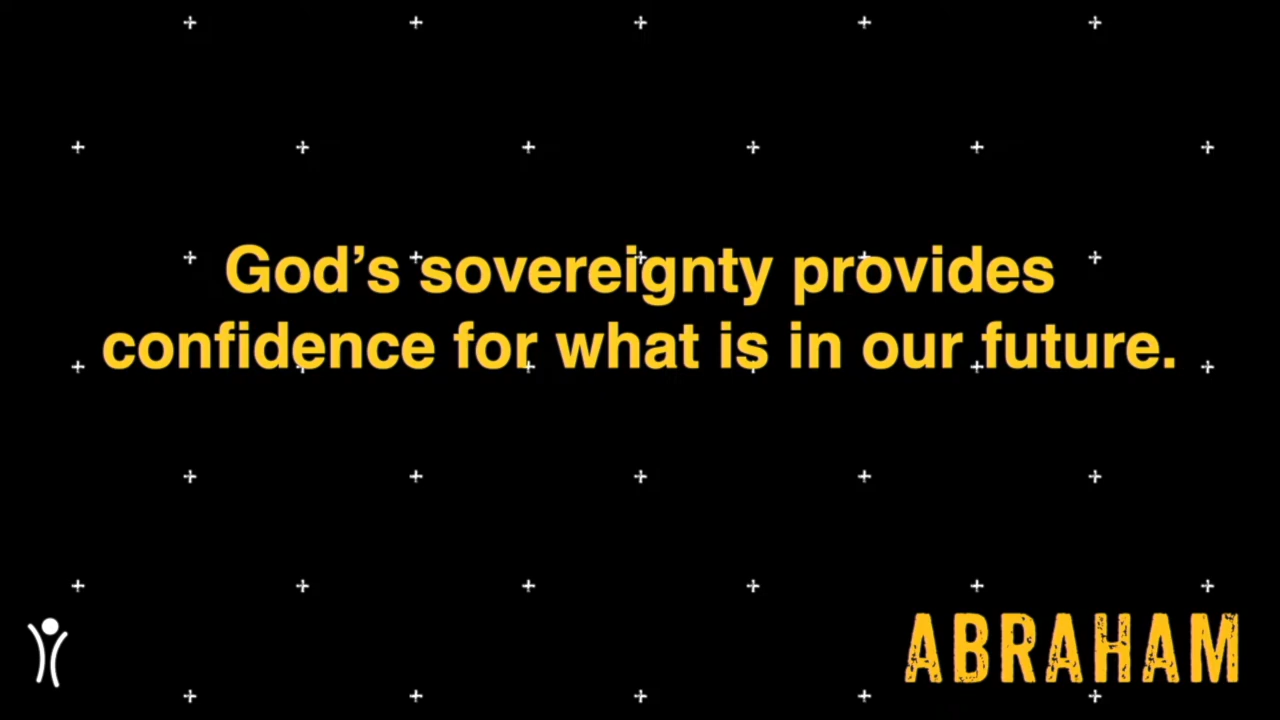 God’s sovereignty provides
confidence for what is in our future.
ABRAHAM